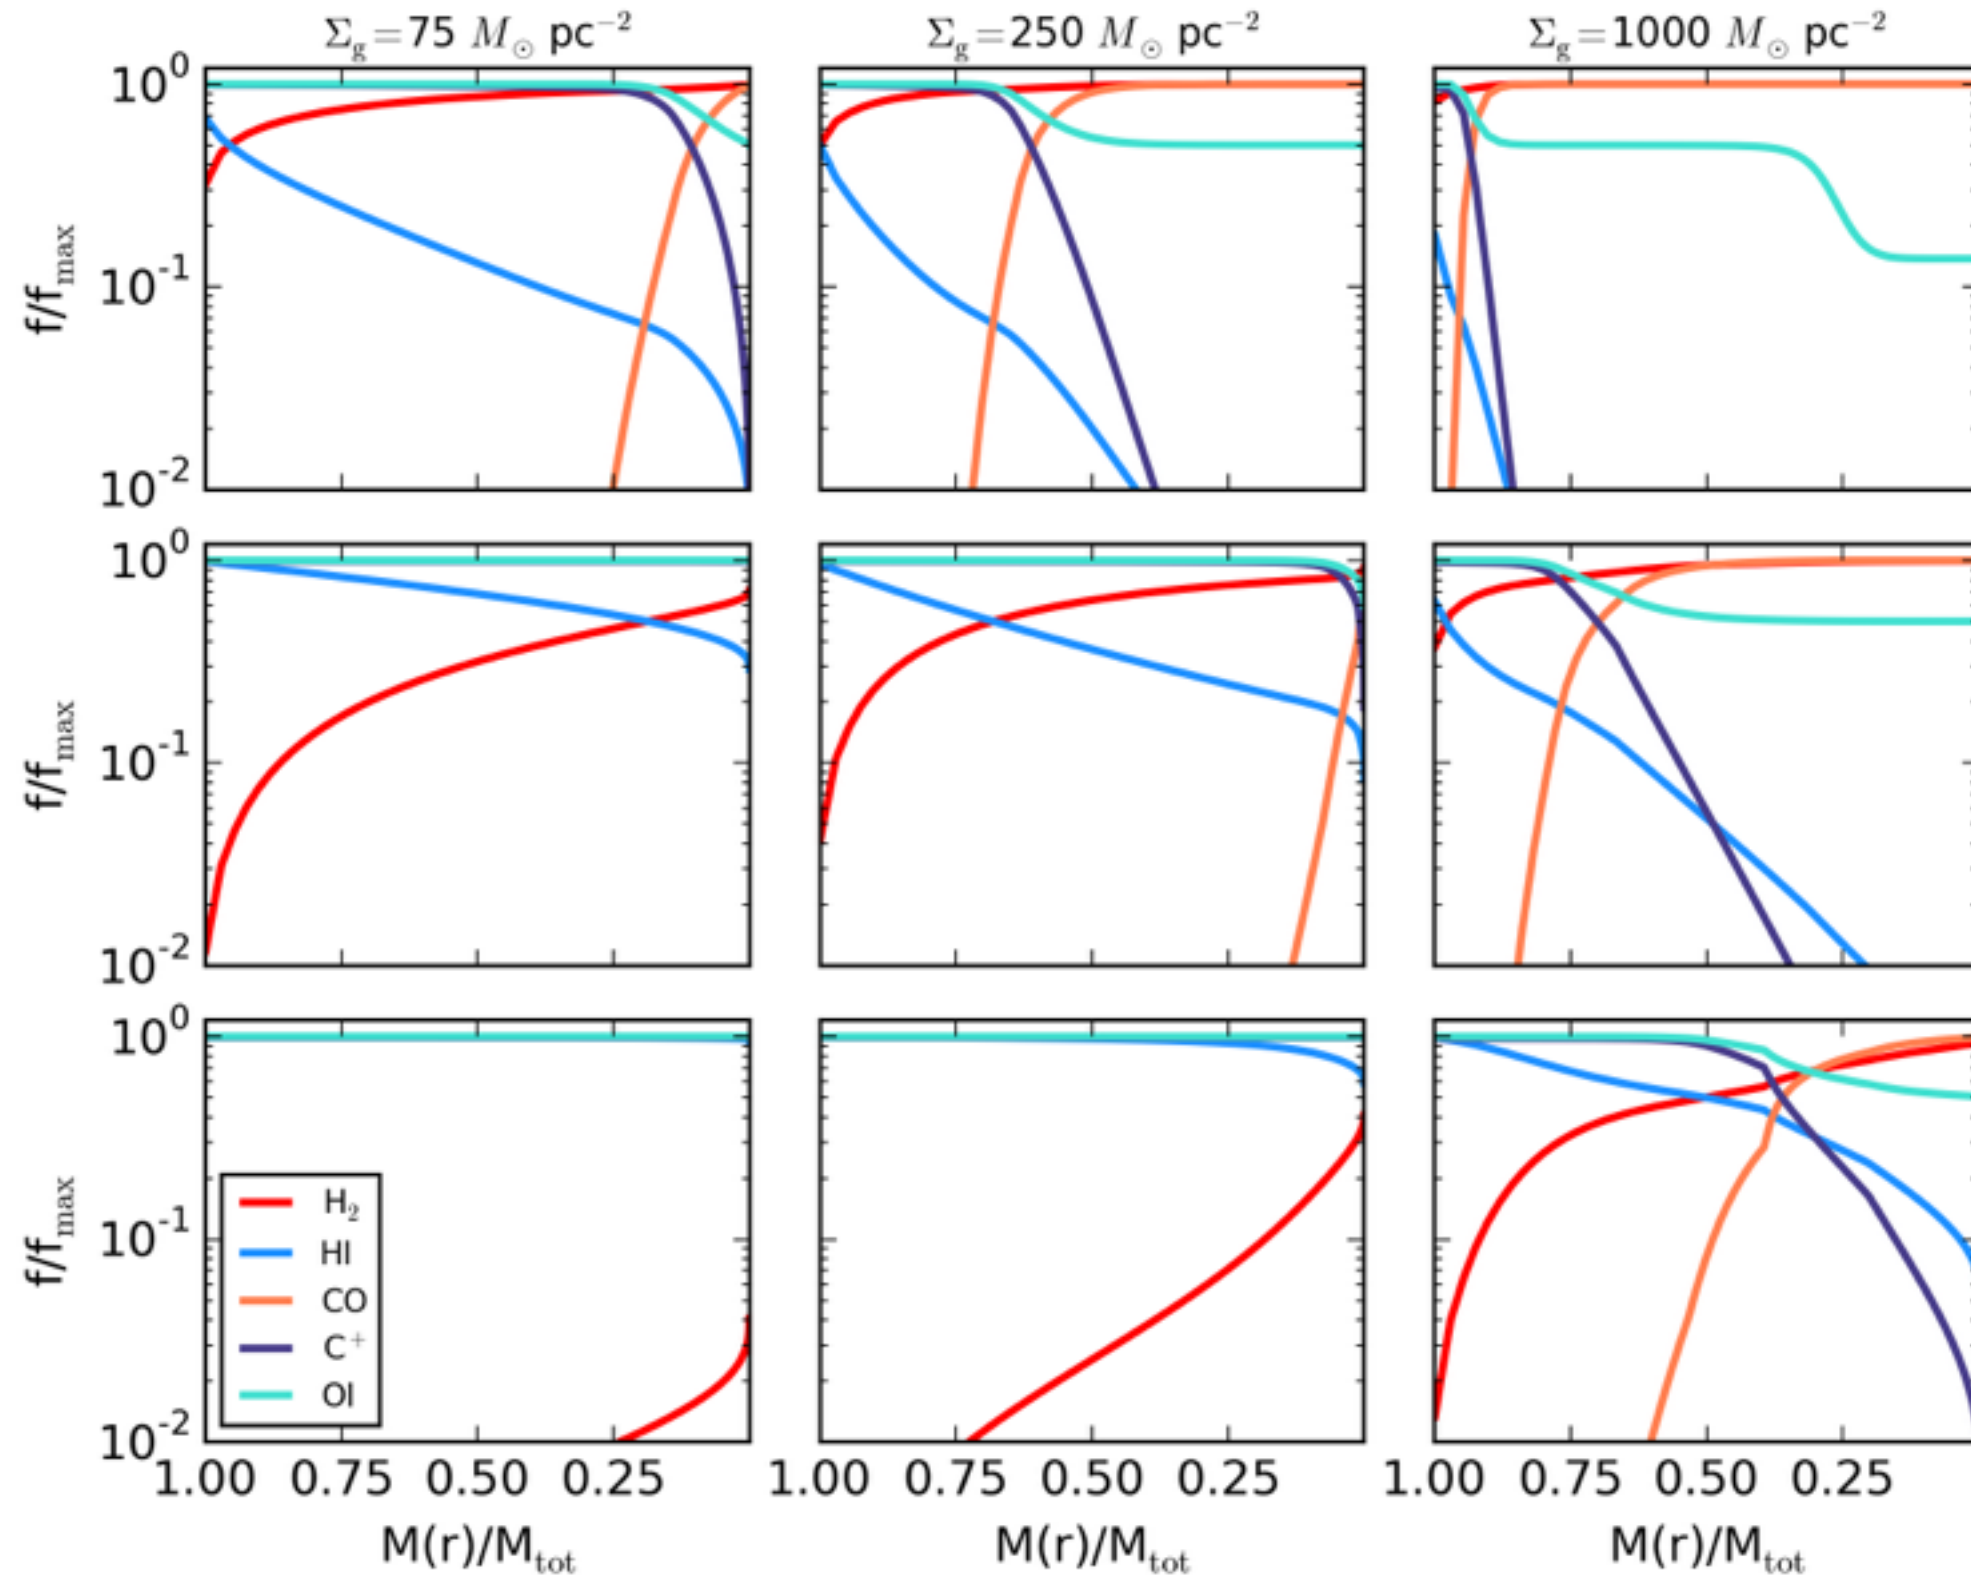 Σg=75 M⊙ pc⁻²
Σg=250 M⊙ pc⁻²
Σg=1000 M⊙ pc⁻²
10⁰
10⁻¹
10⁻²
f/fmax
10⁰
10⁻¹
10⁻²
f/fmax
10⁰
10⁻¹
10⁻²
f/fmax
H₂
HI
CO
C⁺
OI
1.00 0.75 0.50 0.25
1.00 0.75 0.50 0.25
1.00 0.75 0.50 0.25
M(r)/Mtot
M(r)/Mtot
M(r)/Mtot